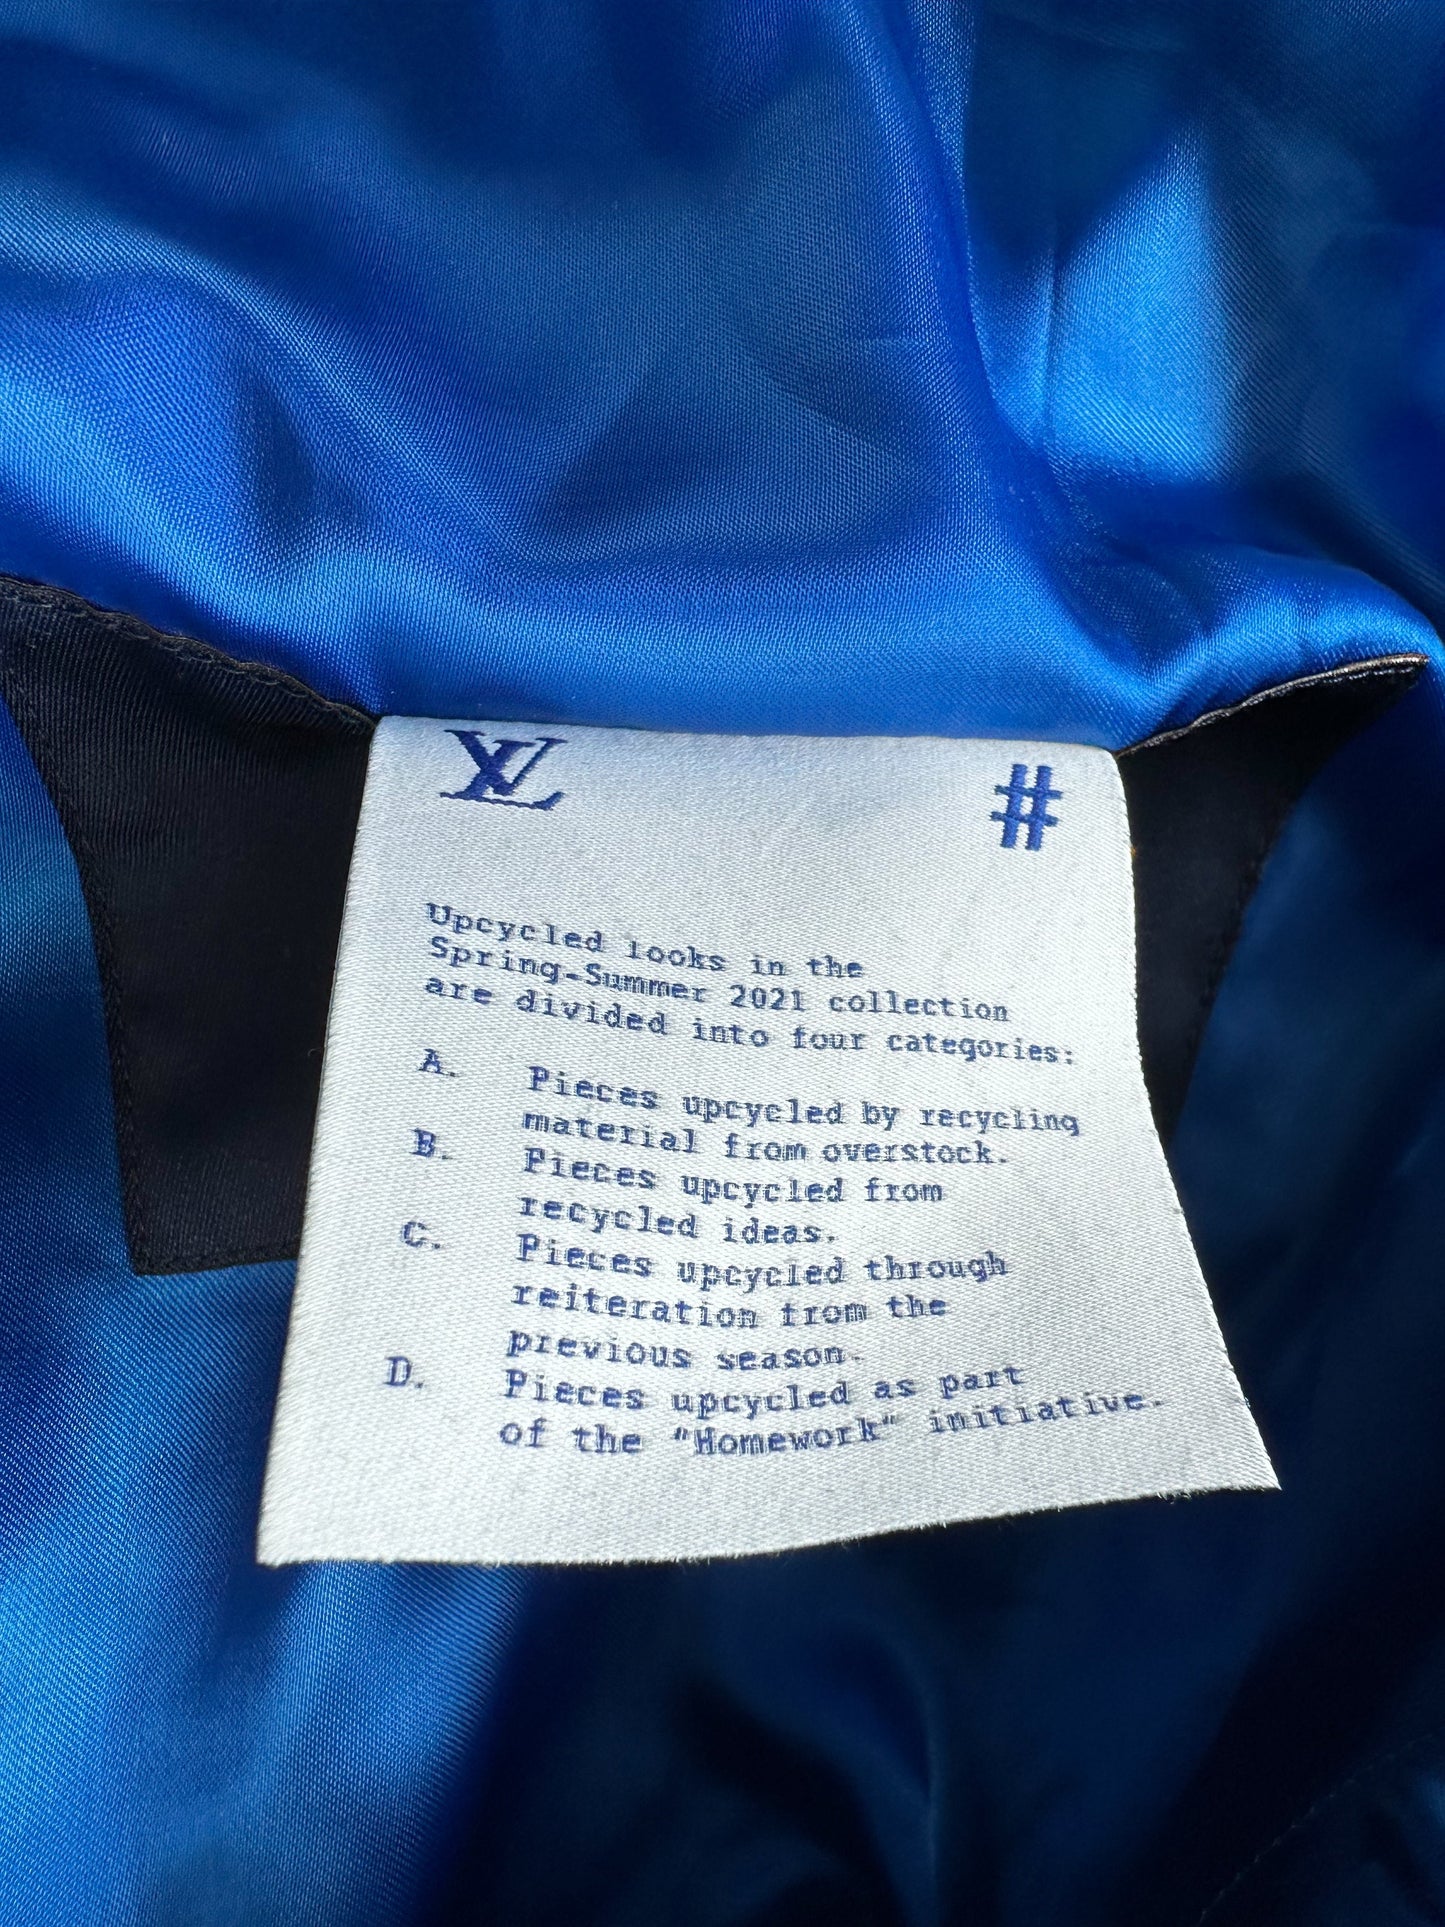 LV #
Upcycled looks in the
Spring-Summer 2021 collection
are divided into four categories:
A. Pieces upcycled by recycling
material from overstock.
B. Pieces upcycled from
recycled ideas.
C. Pieces upcycled through
reiteration from the
previous season.
D. Pieces upcycled as part
of the "Homework" initiative.